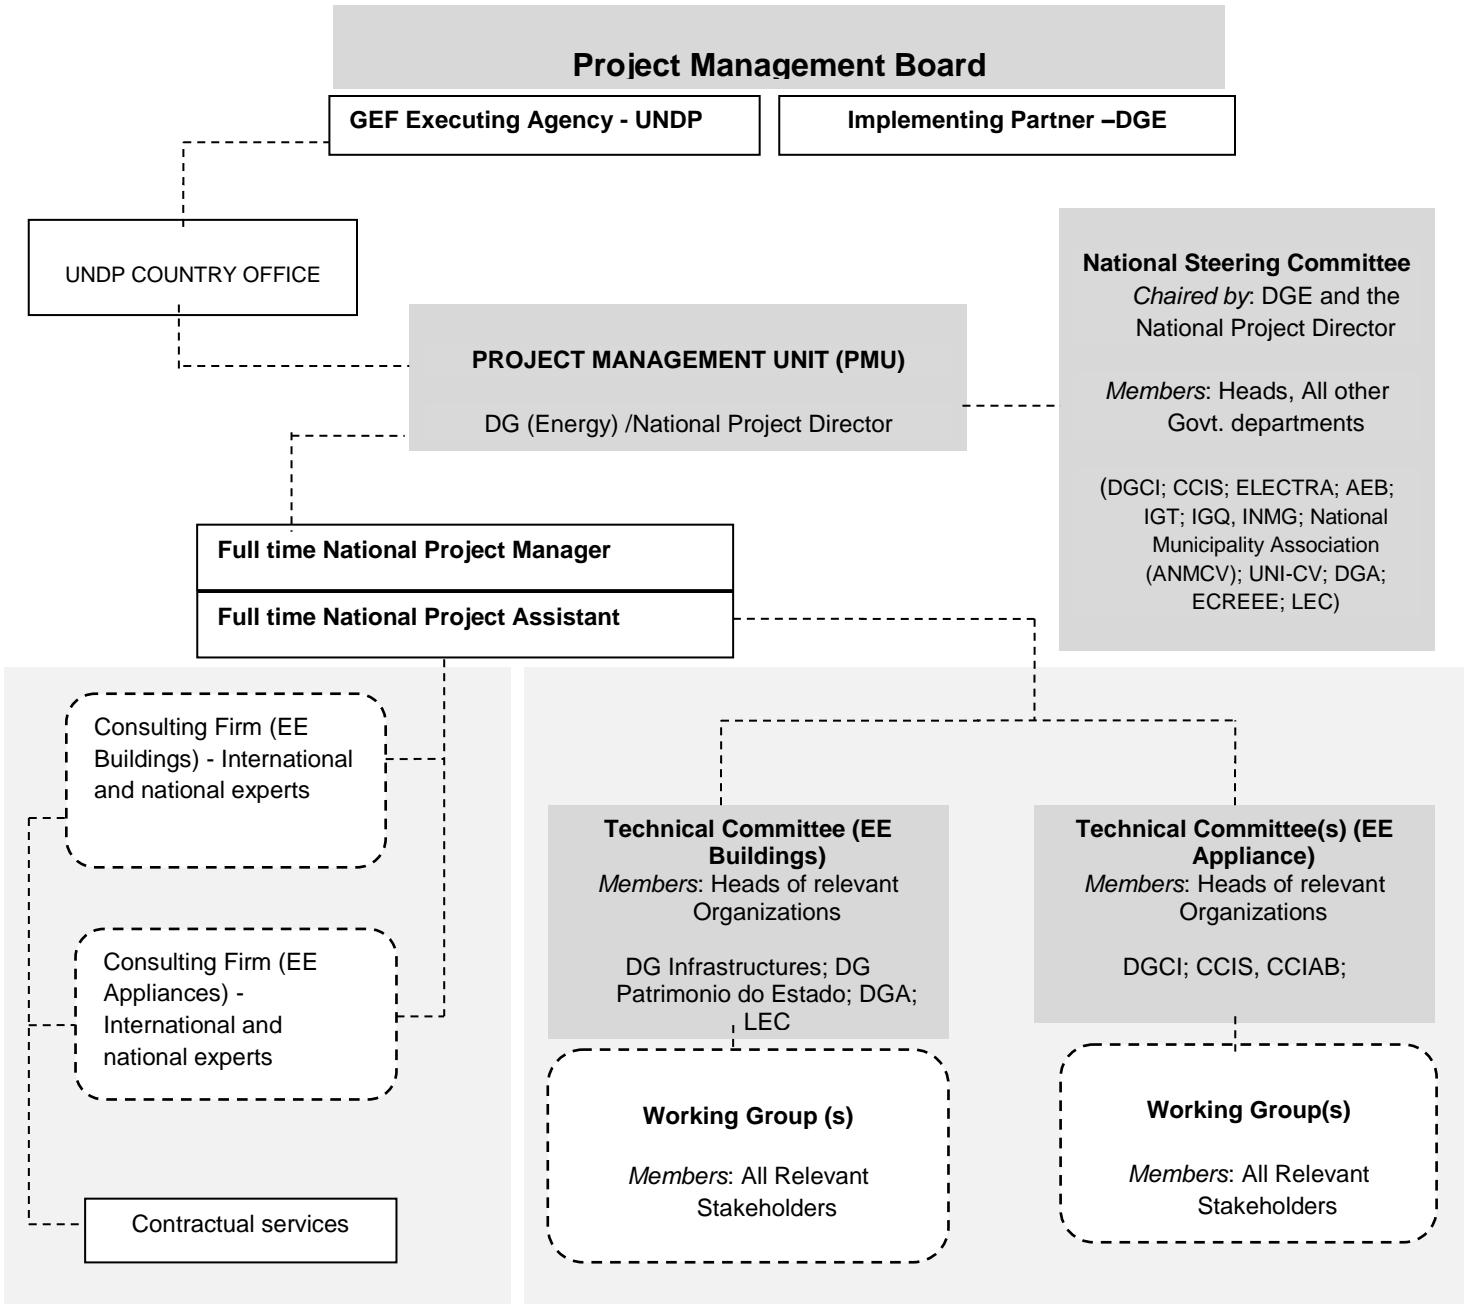 Project Management Board
GEF Executing Agency - UNDP
Implementing Partner –DGE
UNDP COUNTRY OFFICE
National Steering Committee
Chaired by: DGE and the
National Project Director
Members: Heads, All other
Govt. departments
(DGCI; CCIS; ELECTRA; AEB;
IGT; IGQ, INMG; National
Municipality Association
(ANMCV); UNI-CV; DGA;
ECREEE; LEC)
PROJECT MANAGEMENT UNIT (PMU)
DG (Energy) /National Project Director
Full time National Project Manager
Full time National Project Assistant
Consulting Firm (EE
Buildings) - International
and national experts
Consulting Firm (EE
Appliances) -
International and
national experts
Contractual services
Technical Committee (EE
Buildings)
Members: Heads of relevant
Organizations
DG Infrastructures; DG
Patrimonio do Estado; DGA;
LEC
Working Group (s)
Members: All Relevant
Stakeholders
Technical Committee(s) (EE
Appliance)
Members: Heads of relevant
Organizations
DGCI; CCIS, CCIAB;
Working Group(s)
Members: All Relevant
Stakeholders